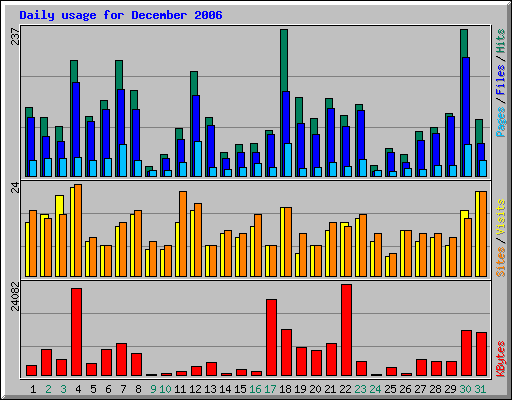 Daily usage for December 2006
237
Pages / Files / Hits
24
Sites / Visits
24082
KBytes
1 2 3 4 5 6 7 8 9 10 11 12 13 14 15 16 17 18 19 20 21 22 23 24 25 26 27 28 29 30 31